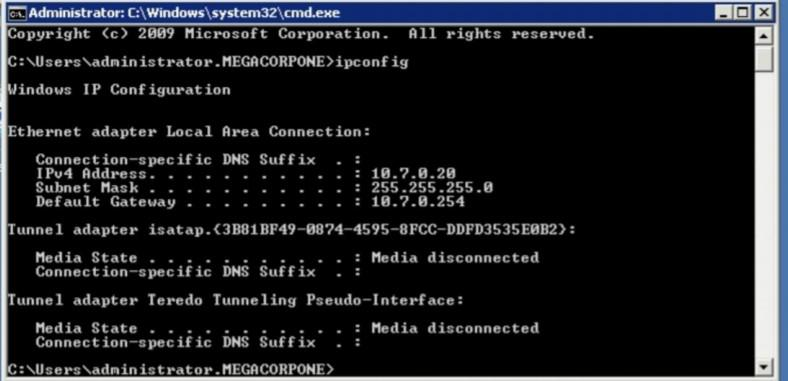 Administrator: C:\Windows\system32\cmd.exe
Copyright (c) 2009 Microsoft Corporation.  All rights reserved.
C:\Users\administrator.MEGACORPONE>ipconfig
Windows IP Configuration
Ethernet adapter Local Area Connection:
   Connection-specific DNS Suffix  . :
   IPv4 Address. . . . . . . . . . . : 10.7.0.20
   Subnet Mask . . . . . . . . . . . : 255.255.255.0
   Default Gateway . . . . . . . . . : 10.7.0.254
Tunnel adapter isatap.{3B81BF49-0874-4595-8FCC-DDFD3535E0B2}:
   Media State . . . . . . . . . . . : Media disconnected
   Connection-specific DNS Suffix  . :
Tunnel adapter Teredo Tunneling Pseudo-Interface:
   Media State . . . . . . . . . . . : Media disconnected
   Connection-specific DNS Suffix  . :
C:\Users\administrator.MEGACORPONE>